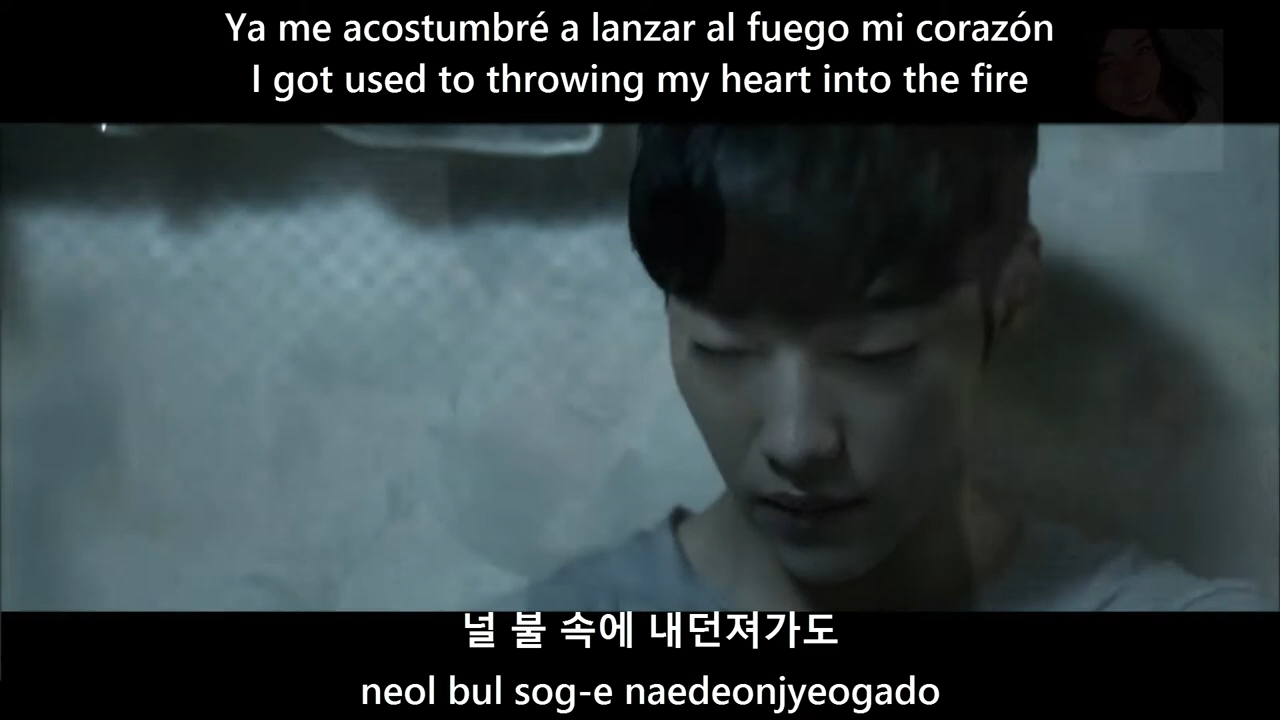 Ya me acostumbré a lanzar al fuego mi corazón
I got used to throwing my heart into the fire
널 불 속에 내던져가도
neol bul sog-e naedeonjyeogado